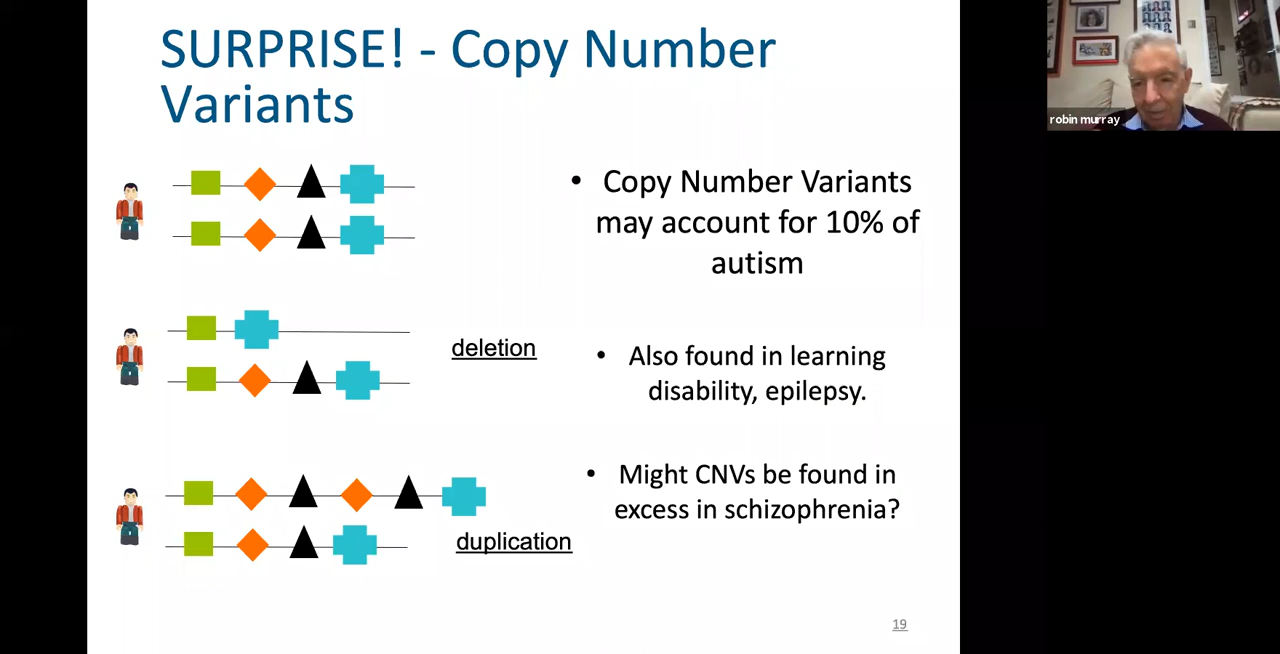 SURPRISE! - Copy Number
Variants
• Copy Number Variants
may account for 10% of
autism
deletion
• Also found in learning
disability, epilepsy.
• Might CNVs be found in
excess in schizophrenia?
duplication
19
robin murray